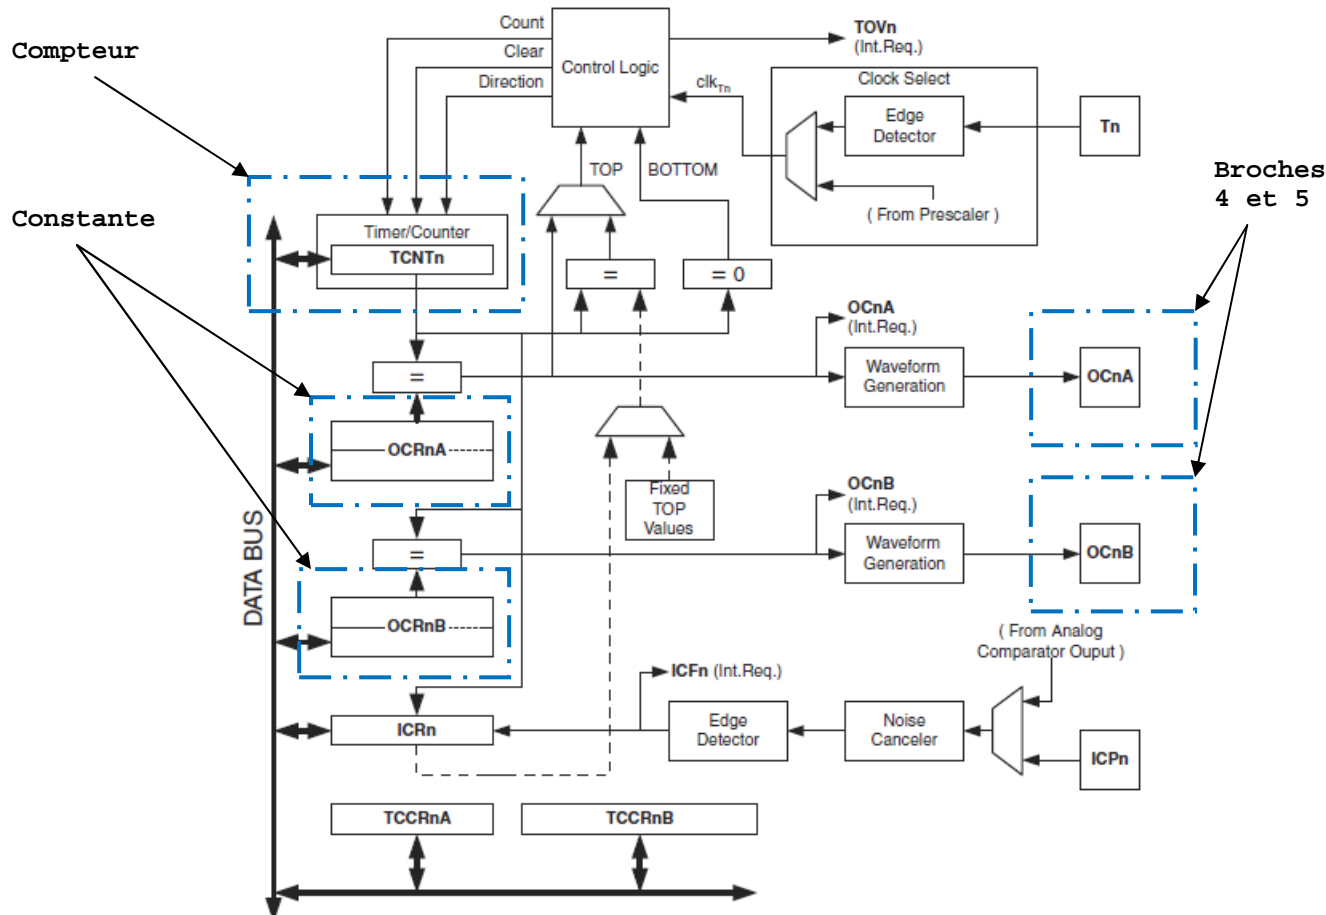 Compteur
Constante
Count
Clear
Direction
Control Logic
TOVn
(Int.Req.)
clkTn
Clock Select
Edge
Detector
Tn
( From Prescaler )
TOP
BOTTOM
Broches
4 et 5
Timer/Counter
TCNTn
=
= 0
OCnA
(Int.Req.)
=
Waveform
Generation
OCnA
OCRnA
Fixed
TOP
Values
OCnB
(Int.Req.)
=
Waveform
Generation
OCnB
DATA BUS
OCRnB
( From Analog
Comparator Ouput )
ICFn (Int.Req.)
ICRn
Edge
Detector
Noise
Canceler
ICPn
TCCRnA
TCCRnB